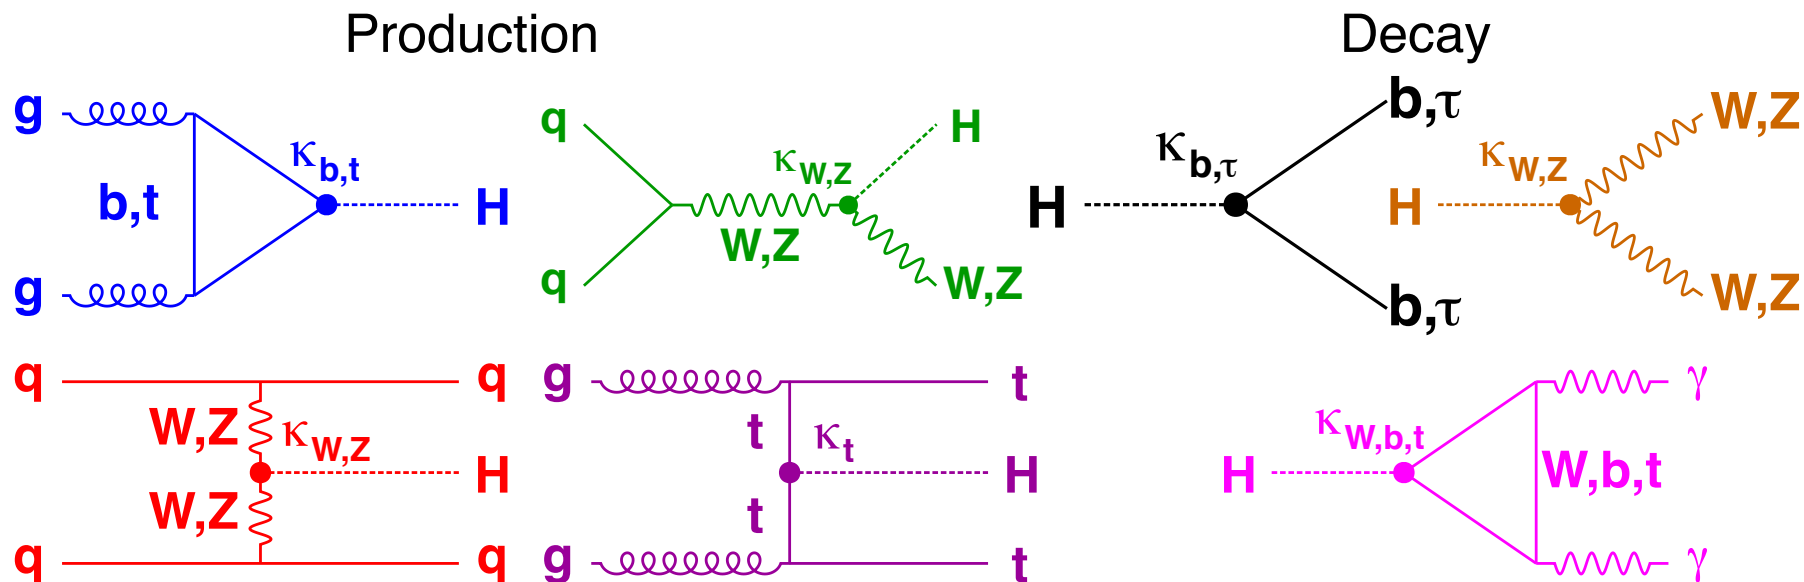 Production
Decay
g
g
b,t
κb,t
H
q
q
W,Z
κW,Z
H
W,Z
H
κb,τ
b,τ
b,τ
H
κW,Z
W,Z
W,Z
q
q
W,Z
κW,Z
H
W,Z
q
q
g
t
t
κt
H
t
g
t
H
κW,b,t
W,b,t
γ
γ